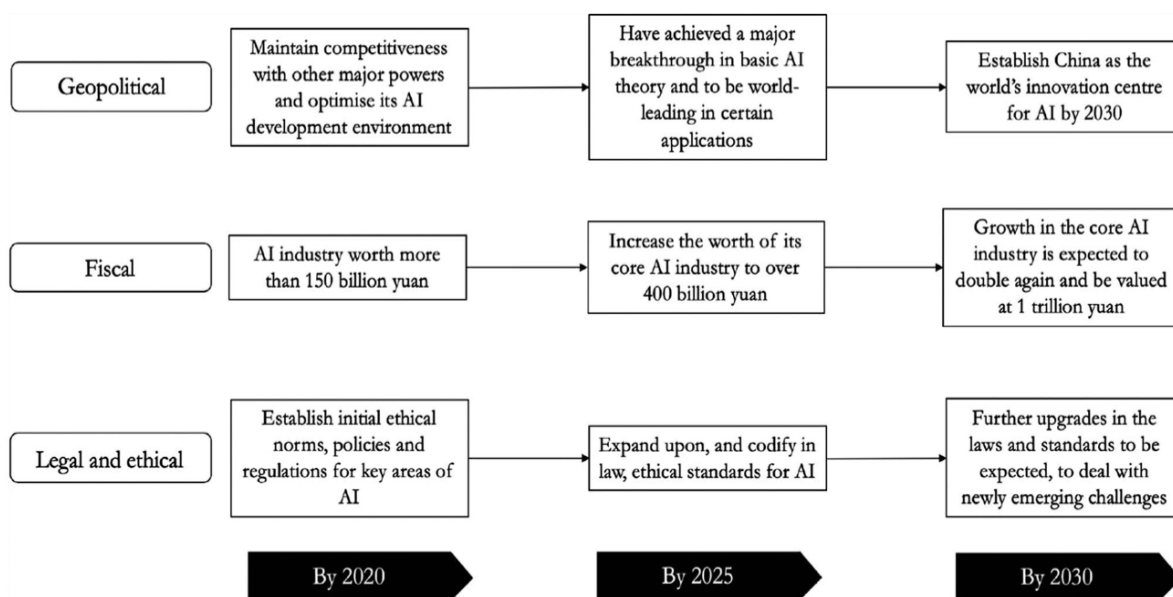 Geopolitical
Maintain competitiveness
with other major powers
and optimise its AI
development environment
Have achieved a major
breakthrough in basic AI
theory and to be world-
leading in certain
applications
Establish China as the
world's innovation centre
for AI by 2030
Fiscal
AI industry worth more
than 150 billion yuan
Increase the worth of its
core AI industry to over
400 billion yuan
Growth in the core AI
industry is expected to
double again and be valued
at 1 trillion yuan
Legal and ethical
Establish initial ethical
norms, policies and
regulations for key areas of
AI
Expand upon, and codify in
law, ethical standards for AI
Further upgrades in the
laws and standards to be
expected, to deal with
newly emerging challenges
By 2020
By 2025
By 2030